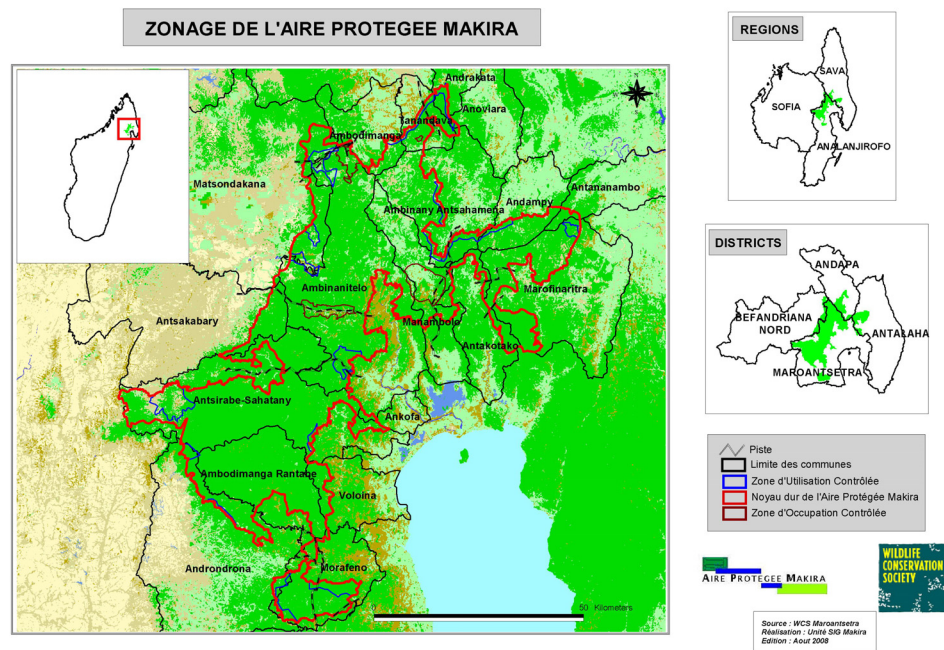 ZONAGE DE L'AIRE PROTEGEE MAKIRA
Andrakata
Anoviara
Tanandava
Ambodimanga
Matsondakana
Antananambo
Andampy
Ambinany Antsahamena
Ambinanitelo
Marofinaritra
Antsakabary
Manambolo
Antakotako
Antsirabe-Sahatany
Ankofa
Ambodimanga Rantabe
Voloina
Androndrona
Morafeno
0
50 Kilometers
REGIONS
SAVA
SOFIA
ANALANJIROFO
DISTRICTS
ANDAPA
BEFANDRIANA
NORD
ANTALAHA
MAROANTSETRA
Piste
Limite des communes
Zone d'Utilisation Contrôlée
Noyau dur de l'Aire Protégée Makira
Zone d'Occupation Contrôlée
AIRE PROTEGEE MAKIRA
WILDLIFE
CONSERVATION
SOCIETY
Source : WCS Maroantsetra
Réalisation : Unité SIG Makira
Edition : Aout 2008